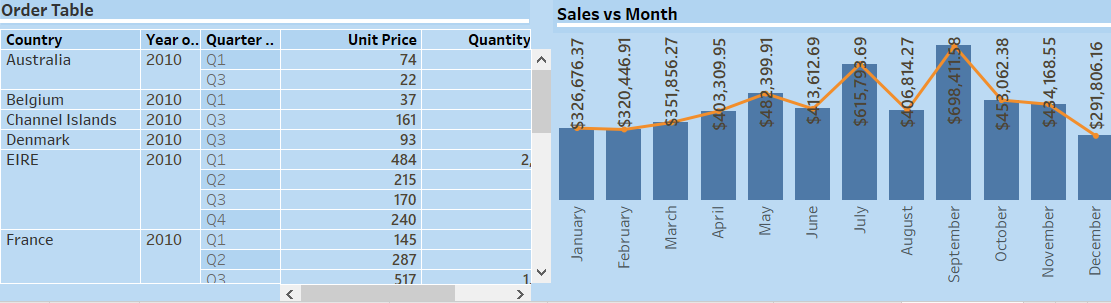 Order Table
Country Year o.. Quarter .. Unit Price Quantity
Australia 2010 Q1 74
Q3 22
Belgium 2010 Q1 37
Channel Islands 2010 Q3 161
Denmark 2010 Q3 93
EIRE 2010 Q1 484 2,
Q2 215
Q3 170
Q4 240
France 2010 Q1 145
Q2 287
Q3 517 1,
Sales vs Month
$326,676.37
$320,446.91
$351,856.27
$403,309.95
$482,399.91
$413,612.69
$615,793.69
$406,814.27
$698,411.58
$453,062.38
$434,168.55
$291,806.16
January
February
March
April
May
June
July
August
September
October
November
December